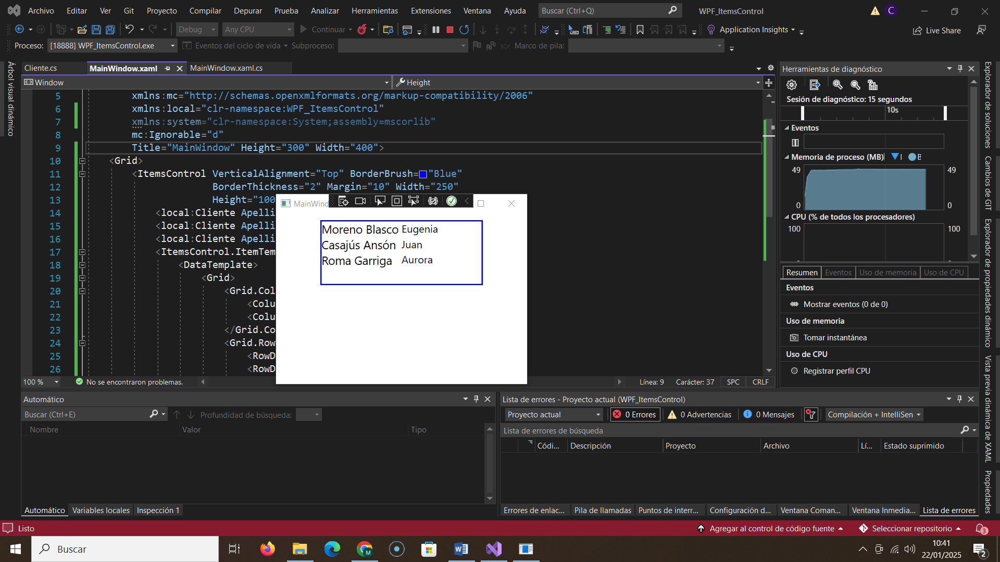 Archivo Editar Ver Git Proyecto Compilar Depurar Prueba Analizar Herramientas Extensiones Ventana Ayuda Buscar (Ctrl+Q) WPF_ItemsControl C
Debug Any CPU Continuar Application Insights Live Share
Proceso: [18888] WPF_ItemsControl.exe Eventos del ciclo de vida Subproceso: Marco de pila:
Árbol visual dinámico
Cliente.cs MainWindow.xaml MainWindow.xaml.cs
Window Height
5 xmlns:mc="http://schemas.openxmlformats.org/markup-compatibility/2006"
6 xmlns:local="clr-namespace:WPF_ItemsControl"
7 xmlns:system="clr-namespace:System;assembly=mscorlib"
8 mc:Ignorable="d"
9 Title="MainWindow" Height="300" Width="400">
10 <Grid>
11 <ItemsControl VerticalAlignment="Top" BorderBrush="Blue"
12 BorderThickness="2" Margin="10" Width="250"
13 Height="100
14 <local:Cliente Apelli
15 <local:Cliente Apelli
16 <local:Cliente Apelli
17 <ItemsControl.ItemTem
18 <DataTemplate>
19 <Grid>
20 <Grid.Col
21 <Colu
22 <Colu
23 </Grid.Co
24 <Grid.Row
25 <RowD
26 <RowD
MainWind
Moreno Blasco Eugenia
Casajús Ansón Juan
Roma Garriga Aurora
100 % No se encontraron problemas. Línea: 9 Carácter: 37 SPC CRLF
Herramientas de diagnóstico
Sesión de diagnóstico: 15 segundos
10s
Eventos
Memoria de proceso (MB)
49 49
0 0
CPU (% de todos los procesadores)
100 100
Resumen Eventos Uso de memoria Uso de CPU
Eventos
Mostrar eventos (0 de 0)
Uso de memoria
Tomar instantánea
Uso de CPU
Registrar perfil CPU
Explorador de soluciones
Cambios de GIT
Explorador de propiedades dinámico
Vista previa dinámica de XAML
Propiedades
Automático
Buscar (Ctrl+E) Profundidad de búsqueda:
Nombre Valor Tipo
Automático Variables locales Inspección 1
Lista de errores - Proyecto actual (WPF_ItemsControl)
Proyecto actual 0 Errores 0 Advertencias 0 Mensajes Compilación + IntelliSen
Lista de errores de búsqueda
Códi... Descripción Proyecto Archivo Lí... Estado suprimido
Errores de enlac... Pila de llamadas Puntos de interr... Configuración d... Ventana Coman... Ventana Inmedia... Lista de errores
Listo Agregar al control de código fuente Seleccionar repositorio 3
Buscar
10:41
22/01/2025
2